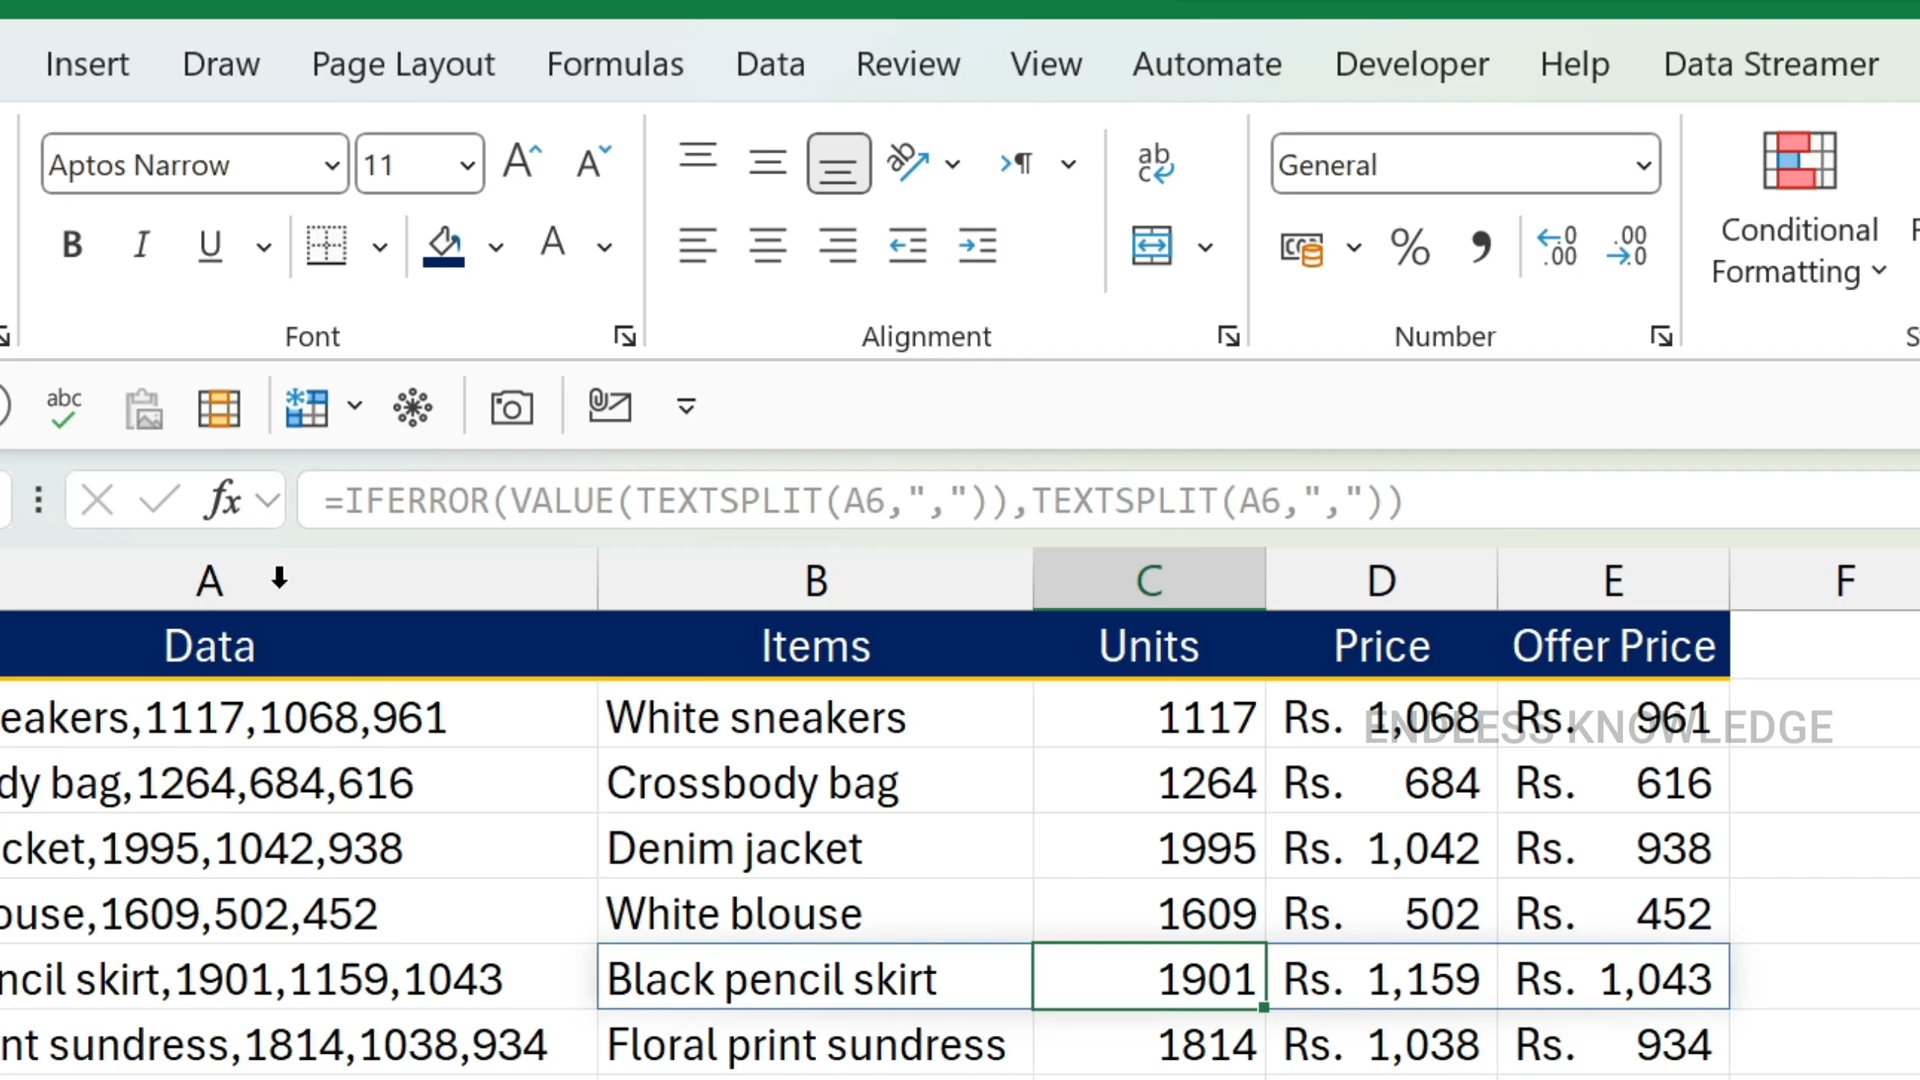 Insert Draw Page Layout Formulas Data Review View Automate Developer Help Data Streamer
Aptos Narrow 11 General
Conditional
Formatting
Font Alignment Number
=IFERROR(VALUE(TEXTSPLIT(A6,",")),TEXTSPLIT(A6,","))
A B C D E F
Data Items Units Price Offer Price
eakers,1117,1068,961 White sneakers 1117 Rs. 1,068 Rs. 961
ENDLESS KNOWLEDGE
dy bag,1264,684,616 Crossbody bag 1264 Rs. 684 Rs. 616
cket,1995,1042,938 Denim jacket 1995 Rs. 1,042 Rs. 938
ouse,1609,502,452 White blouse 1609 Rs. 502 Rs. 452
ncil skirt,1901,1159,1043 Black pencil skirt 1901 Rs. 1,159 Rs. 1,043
nt sundress,1814,1038,934 Floral print sundress 1814 Rs. 1,038 Rs. 934